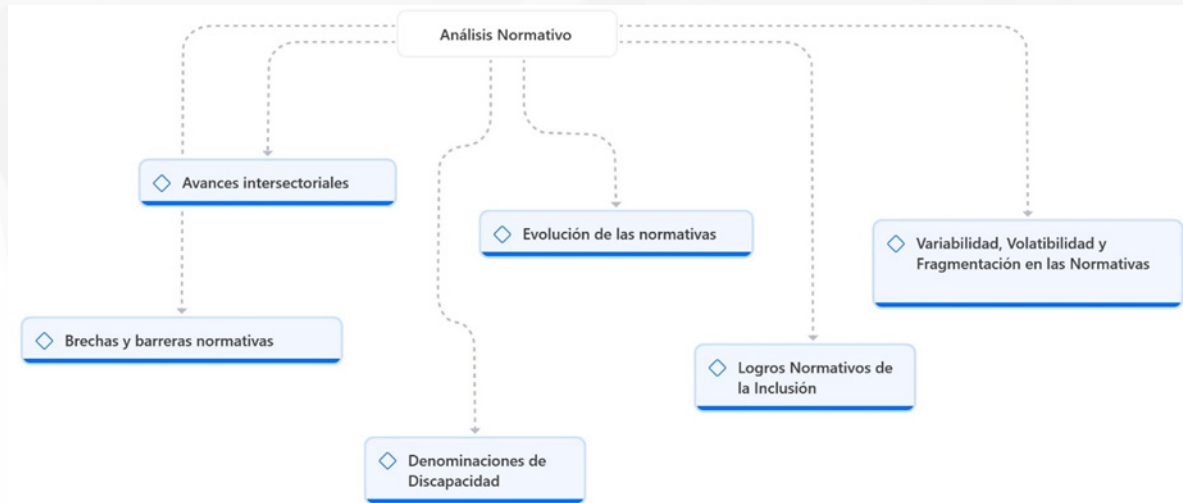 Análisis Normativo
Avances intersectoriales
Evolución de las normativas
Variabilidad, Volatibilidad y
Fragmentación en las Normativas
Brechas y barreras normativas
Logros Normativos de
la Inclusión
Denominaciones de
Discapacidad